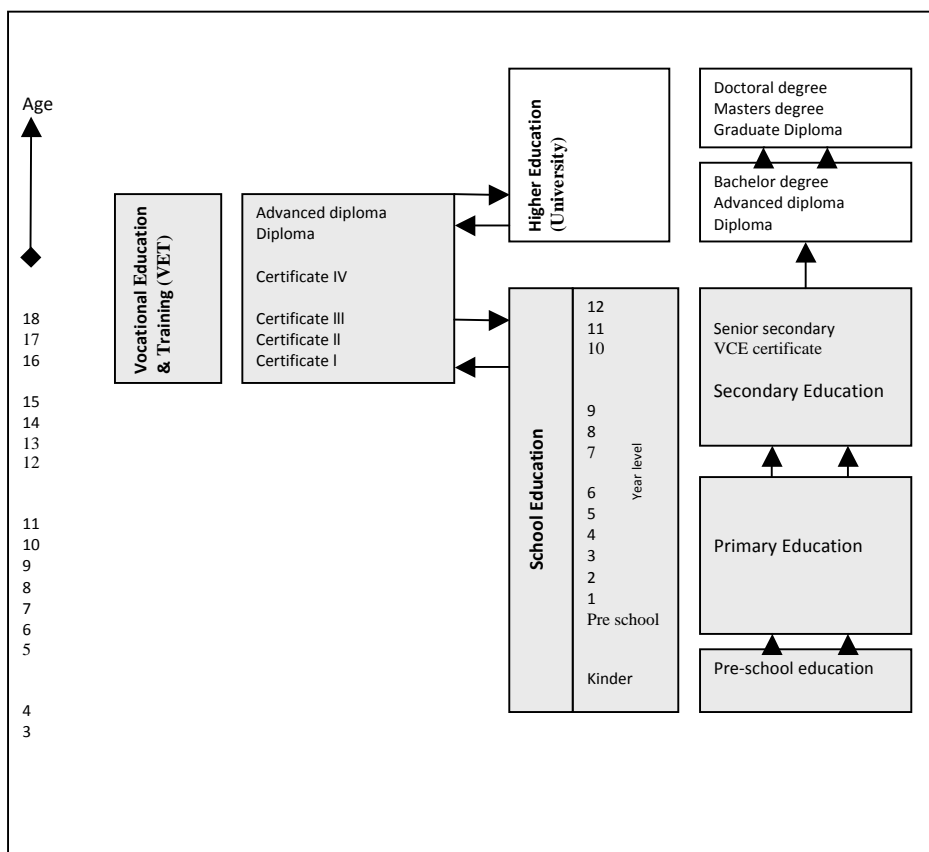 Age
18
17
16
15
14
13
12
11
10
9
8
7
6
5
4
3
Vocational Education
& Training (VET)
Advanced diploma
Diploma
Certificate IV
Certificate lll
Certificate ll
Certificate l
Higher Education
(University)
School Education
12
11
10
9
8
7
6
5
4
3
2
1
Pre school
Kinder
Year level
Doctoral degree
Masters degree
Graduate Diploma
Bachelor degree
Advanced diploma
Diploma
Senior secondary
VCE certificate
Secondary Education
Primary Education
Pre-school education